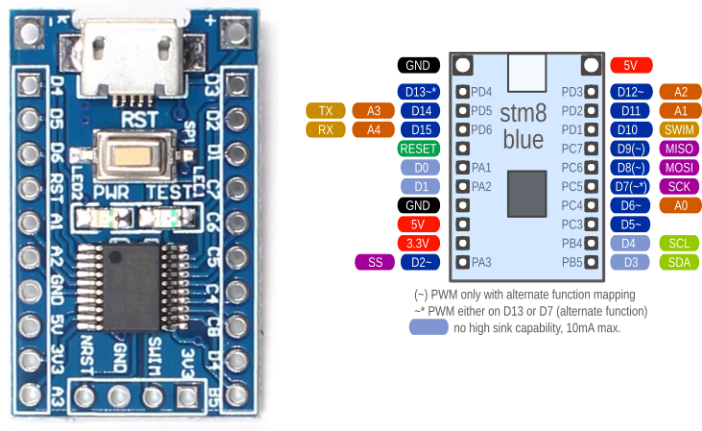 - +
D4 D3
D5 RST D2
D6 SP1 D1
RST LED2 PWR TEST LED1 C7
A1 C6
A2 C5
GND C4
5V
3V3
A3 NRST GND SWIM 3V3 B5
GND 5V
D13~* PD4 PD3 D12~ A2
TX A3 D14 PD5 PD2 D11 A1
RX A4 D15 PD6 PD1 D10 SWIM
stm8
blue
RESET PC7 D9(~) MISO
D0 PA1 PC6 D8(~) MOSI
D1 PA2 PC5 D7(~*) SCK
GND PC4 D6~ A0
5V PC3 D5~
3.3V PB4 D4 SCL
SS D2~ PA3 PB5 D3 SDA
(~) PWM only with alternate function mapping
~* PWM either on D13 or D7 (alternate function)
no high sink capability, 10mA max.